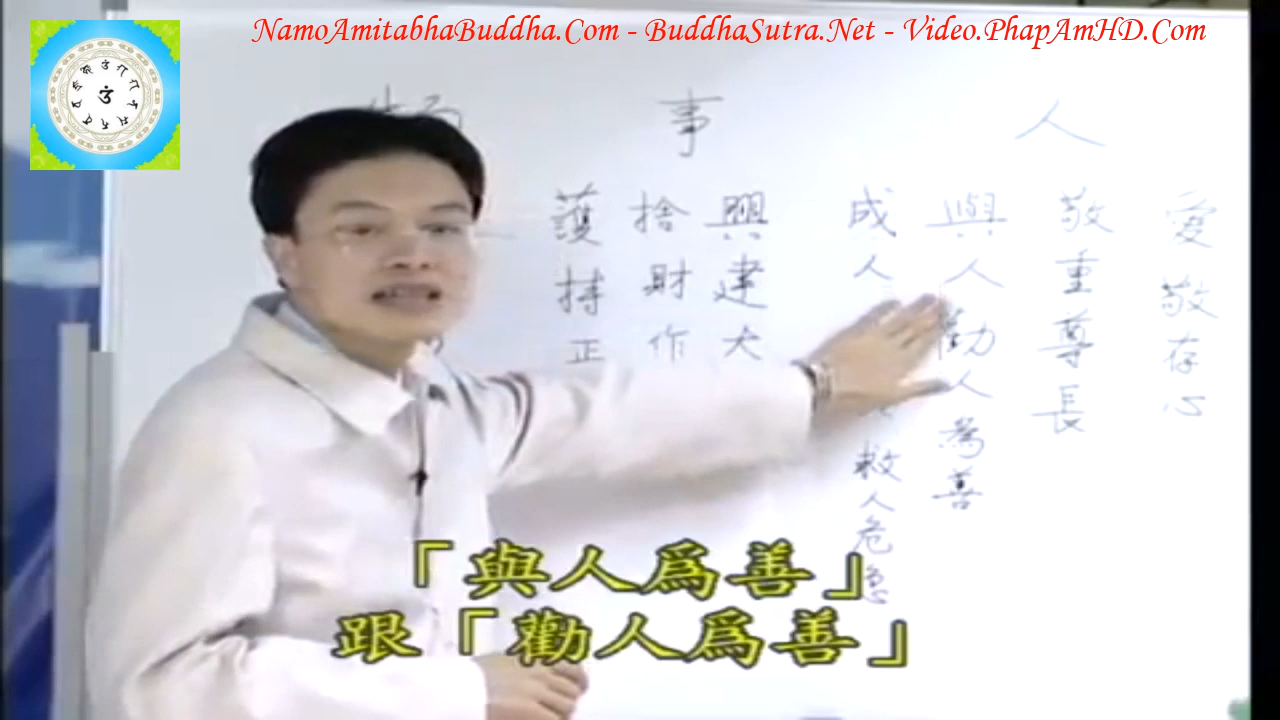 NamoAmitabhaBuddha.Com - BuddhaSutra.Net - Video.PhapAmHD.Com
人
事
愛敬存心
敬重尊長
與人
勸人為善
成人
救人危急
興建大
捨財作
護持正
「與人爲善」
跟「勸人爲善」